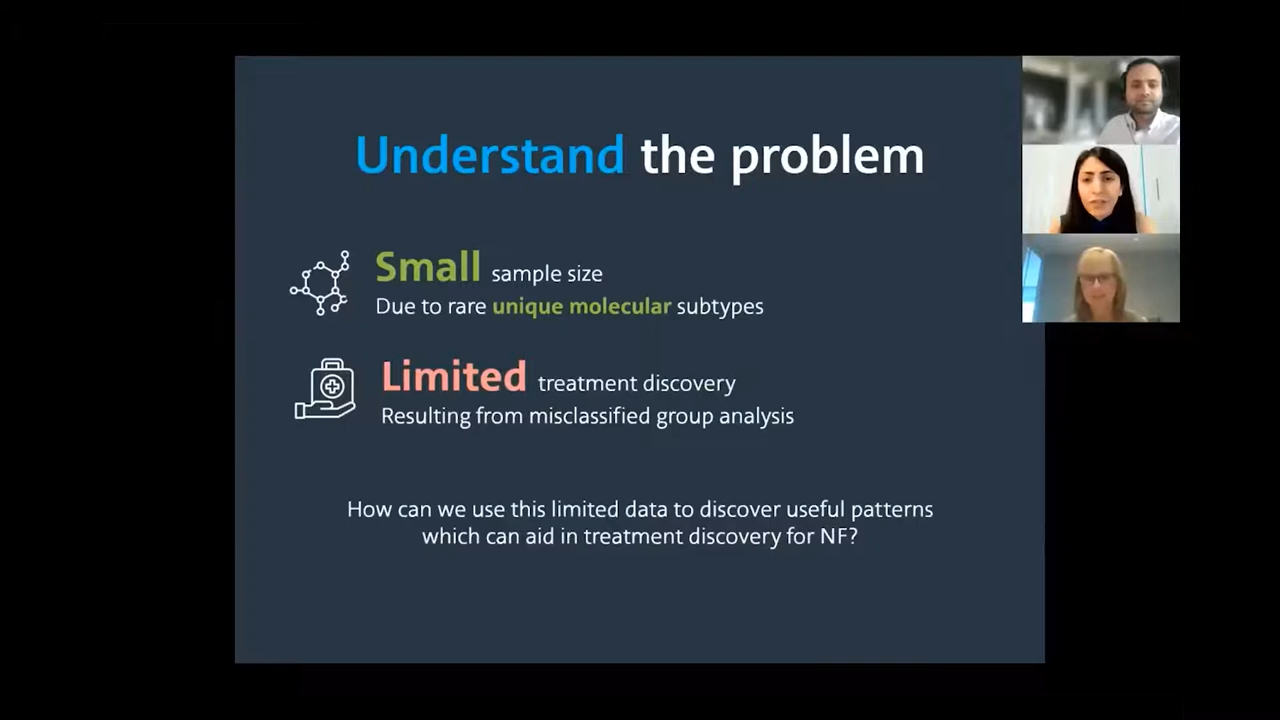 Understand the problem
Small sample size
Due to rare unique molecular subtypes
Limited treatment discovery
Resulting from misclassified group analysis
How can we use this limited data to discover useful patterns
which can aid in treatment discovery for NF?